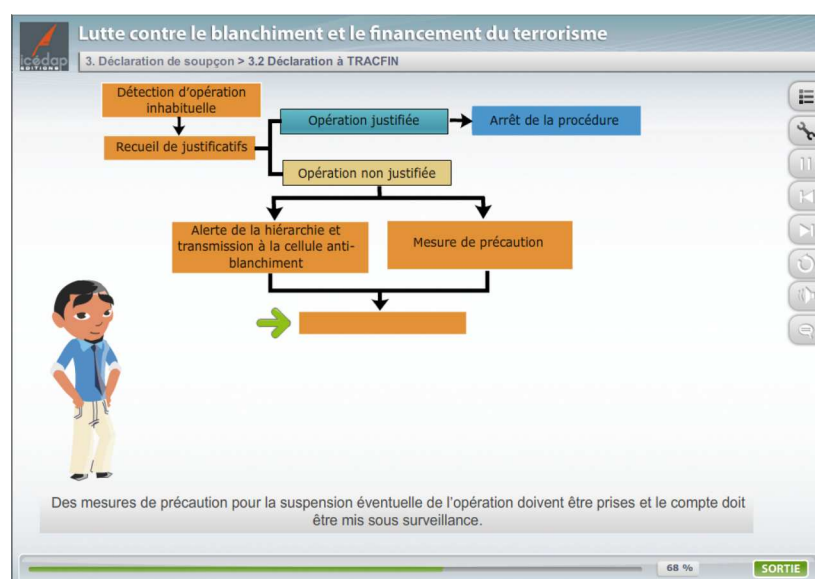 Lutte contre le blanchiment et le financement du terrorisme
icédap
EDITIONS
3. Déclaration de soupçon > 3.2 Déclaration à TRACFIN
Détection d'opération
inhabituelle
Recueil de justificatifs
Opération justifiée
Arrêt de la procédure
Opération non justifiée
Alerte de la hiérarchie et
transmission à la cellule anti-
blanchiment
Mesure de précaution
Des mesures de précaution pour la suspension éventuelle de l'opération doivent être prises et le compte doit
être mis sous surveillance.
68 %
SORTIE